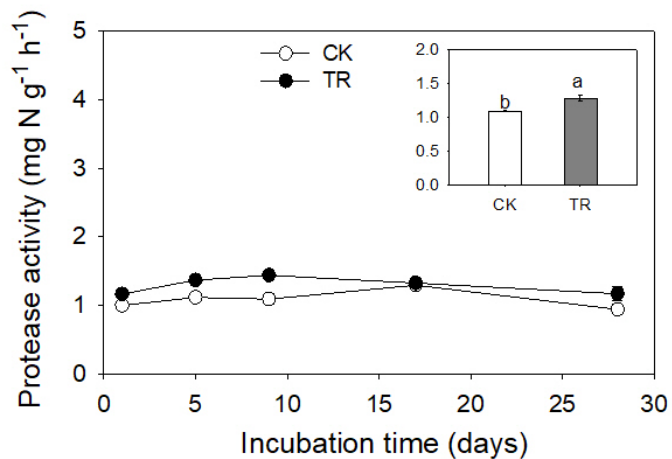 Protease activity (mg N g⁻¹ h⁻¹)
5
4
3
2
1
0
CK
TR
2.0
1.5
1.0
0.5
0.0
b
a
CK
TR
0 5 10 15 20 25 30
Incubation time (days)